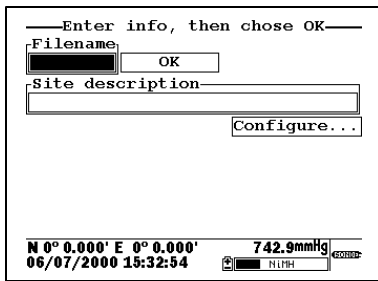 Enter info, then chose OK
Filename
OK
Site description
Configure...
N 0° 0.000' E 0° 0.000' 742.9mmHg SONDE
06/07/2000 15:32:54 NiMH